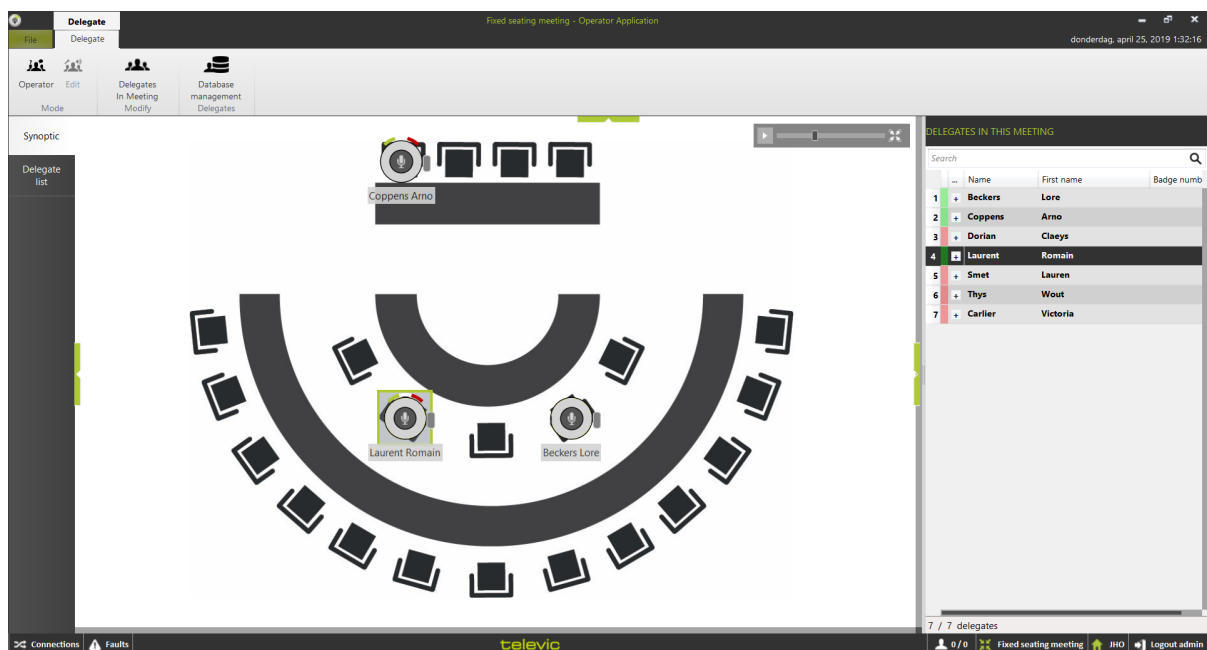 Delegate
Fixed seating meeting - Operator Application
File
Delegate
donderdag, april 25, 2019 1:32:16
Operator
Edit
Mode
Delegates
In Meeting
Modify
Database
management
Delegates
Synoptic
Delegate
list
Coppens Arno
Laurent Romain
Beckers Lore
DELEGATES IN THIS MEETING
Search
... Name First name Badge numb
1 + Beckers Lore
2 + Coppens Arno
3 + Dorian Claeys
4 + Laurent Romain
5 + Smet Lauren
6 + Thys Wout
7 + Carlier Victoria
7 / 7 delegates
Connections Faults televic 0 / 0 Fixed seating meeting JHO Logout admin